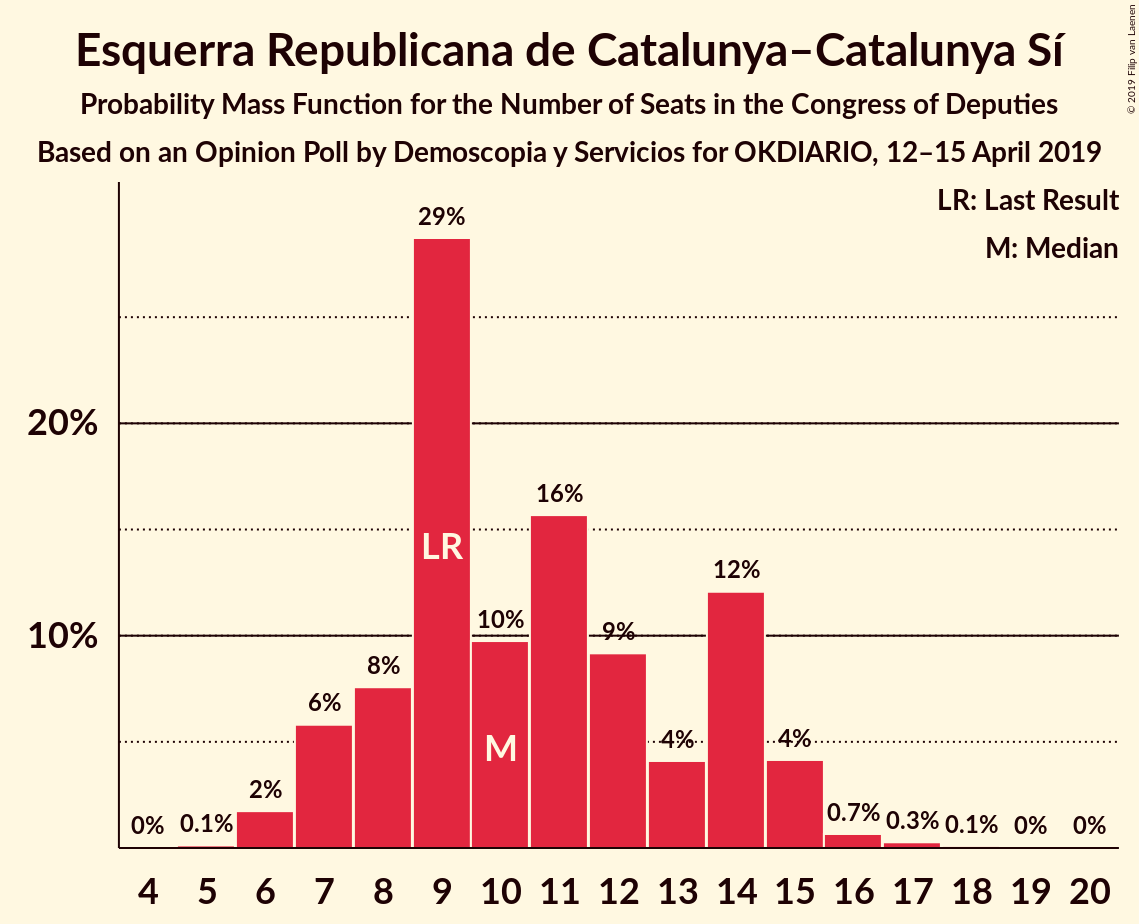 © 2019 Filip van Laenen
Esquerra Republicana de Catalunya–Catalunya Sí
Probability Mass Function for the Number of Seats in the Congress of Deputies
Based on an Opinion Poll by Demoscopia y Servicios for OKDIARIO, 12–15 April 2019
LR: Last Result
M: Median
20%
10%
0% 0.1% 2% 6% 8% 29% 10% 16% 9% 4% 12% 4% 0.7% 0.3% 0.1% 0% 0%
LR
M
4 5 6 7 8 9 10 11 12 13 14 15 16 17 18 19 20